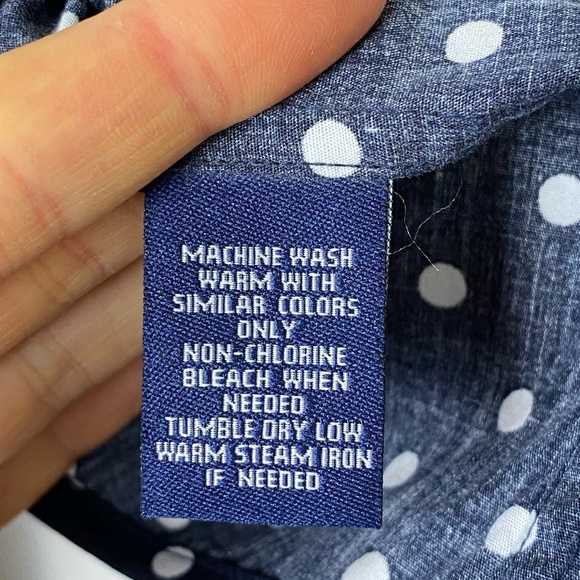 MACHINE WASH
WARM WITH
SIMILAR COLORS
ONLY
NON-CHLORINE
BLEACH WHEN
NEEDED
TUMBLE DRY LOW
WARM STEAM IRON
IF NEEDED